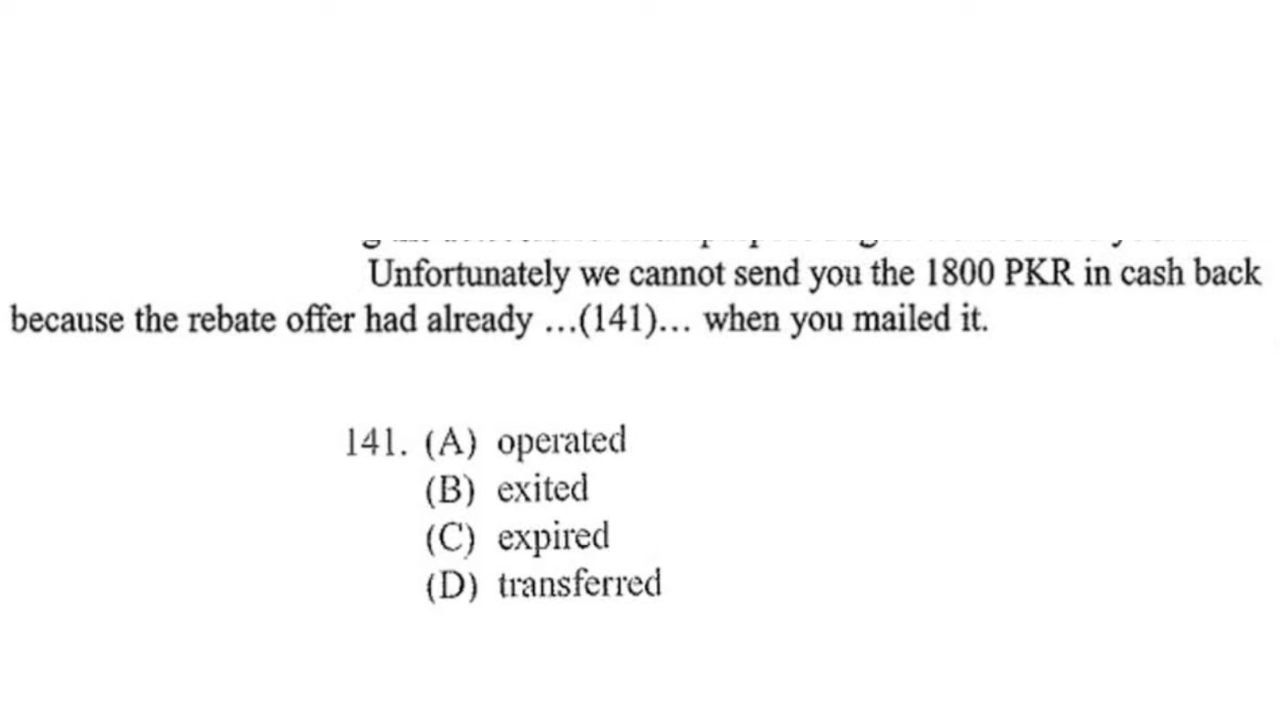 Unfortunately we cannot send you the 1800 PKR in cash back
because the rebate offer had already ...(141)... when you mailed it.
141. (A) operated
(B) exited
(C) expired
(D) transferred